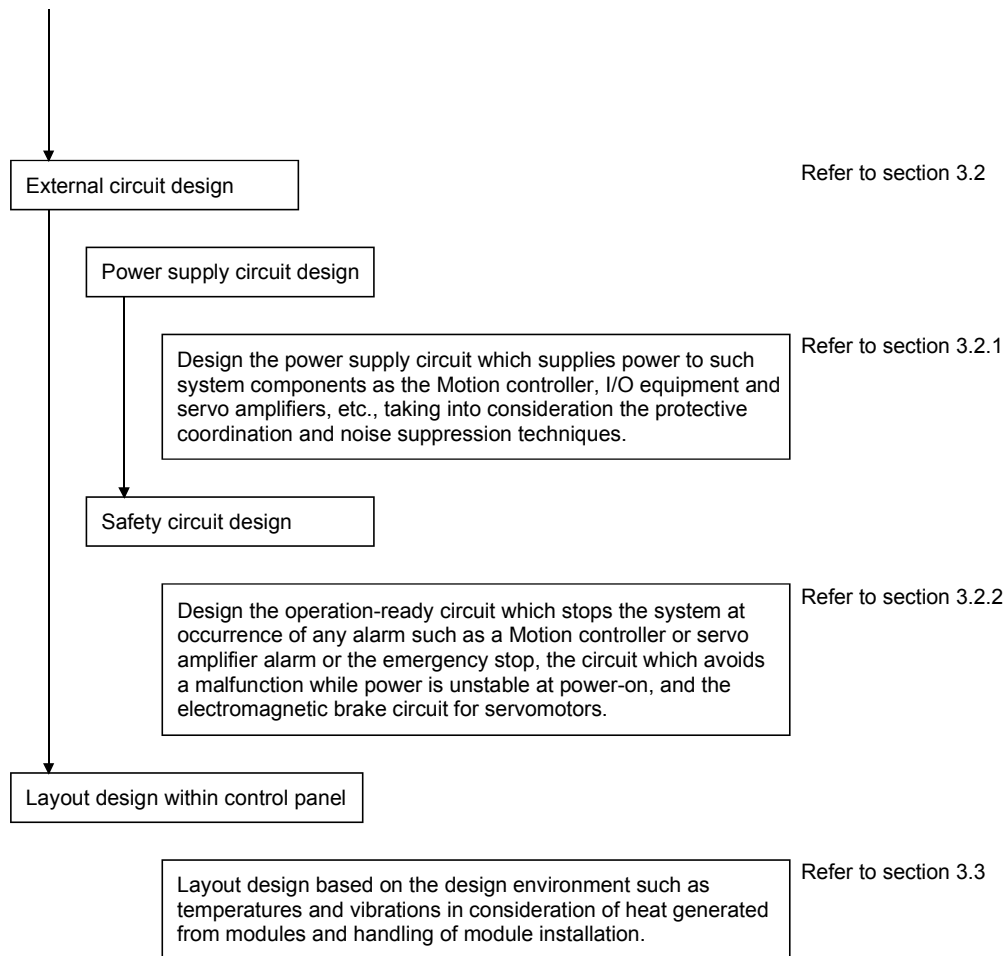 External circuit design
Refer to section 3.2
Power supply circuit design
Design the power supply circuit which supplies power to such
system components as the Motion controller, I/O equipment and
servo amplifiers, etc., taking into consideration the protective
coordination and noise suppression techniques.
Refer to section 3.2.1
Safety circuit design
Design the operation-ready circuit which stops the system at
occurrence of any alarm such as a Motion controller or servo
amplifier alarm or the emergency stop, the circuit which avoids
a malfunction while power is unstable at power-on, and the
electromagnetic brake circuit for servomotors.
Refer to section 3.2.2
Layout design within control panel
Layout design based on the design environment such as
temperatures and vibrations in consideration of heat generated
from modules and handling of module installation.
Refer to section 3.3